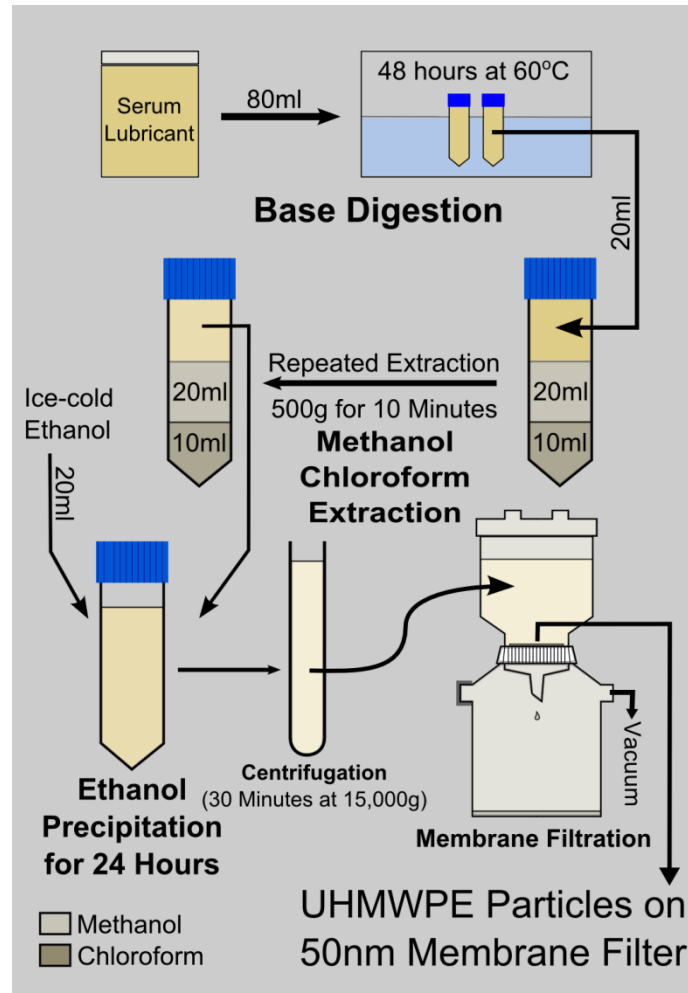 Serum
Lubricant
80ml
48 hours at 60°C
Base Digestion
20ml
Repeated Extraction
500g for 10 Minutes
Methanol
Chloroform
Extraction
20ml
10ml
20ml
10ml
Ice-cold
Ethanol
20ml
Ethanol
Precipitation
for 24 Hours
Centrifugation
(30 Minutes at 15,000g)
Vacuum
Membrane Filtration
Methanol
Chloroform
UHMWPE Particles on
50nm Membrane Filter